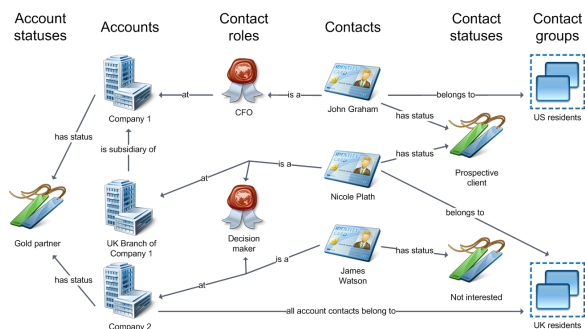 Account
statuses
Accounts
Contact
roles
Contacts
Contact
statuses
Contact
groups
Company 1
at
CFO
is a
John Graham
belongs to
US residents
has status
has status
is subsidiary of
has status
Prospective
client
at
is a
Nicole Plath
belongs to
Gold partner
UK Branch of
Company 1
Decision
maker
has status
is a
James
Watson
has status
Not interested
at
Company 2
all account contacts belong to
UK residents